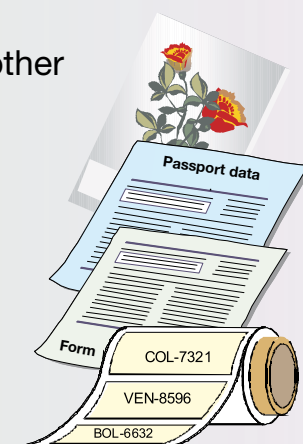 other
Passport data
Form
COL-7321
VEN-8596
BOL-6632